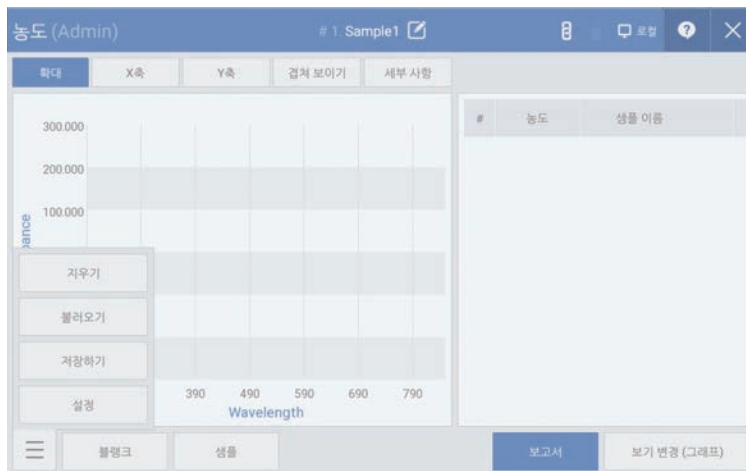 농도 (Admin)
# 1. Sample1
로컬
?
확대
X축
Y축
겹쳐 보이기
세부 사항
# 농도 샘플 이름
300.000
200.000
100.000
지우기
불러오기
저장하기
설정
390 490 590 690 790
Wavelength
블랭크
샘플
보고서
보기 변경 (그래프)